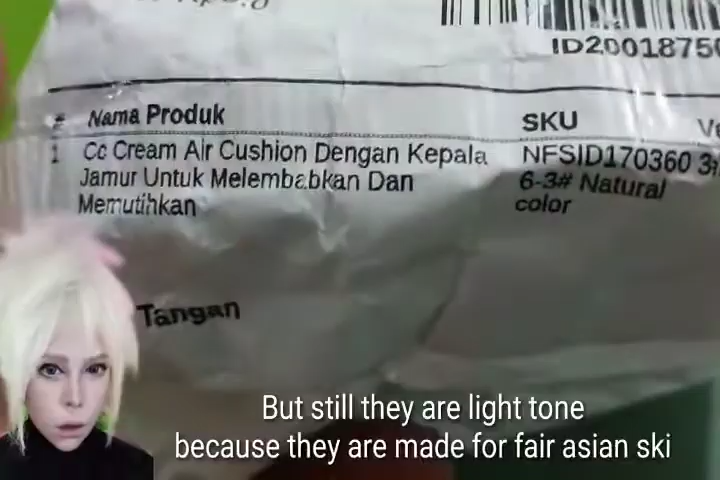 ID20018750
# Nama Produk SKU
1 Cc Cream Air Cushion Dengan Kepala NFSID170360 3#
Jamur Untuk Melembabkan Dan 6-3# Natural
Memutihkan color
Tangan
But still they are light tone
because they are made for fair asian ski